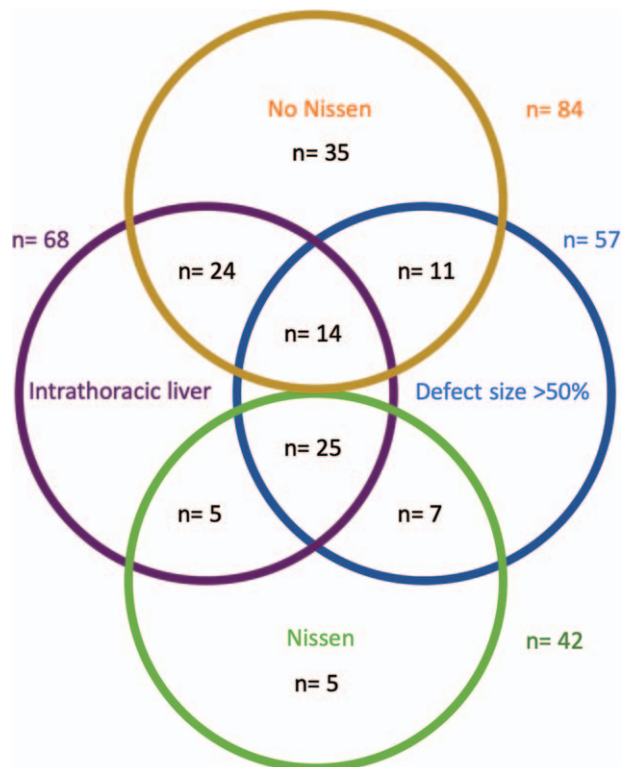 No Nissen
n= 84
n= 35
n= 68
n= 57
n= 24
n= 11
n= 14
Intrathoracic liver
Defect size >50%
n= 25
n= 5
n= 7
Nissen
n= 42
n= 5